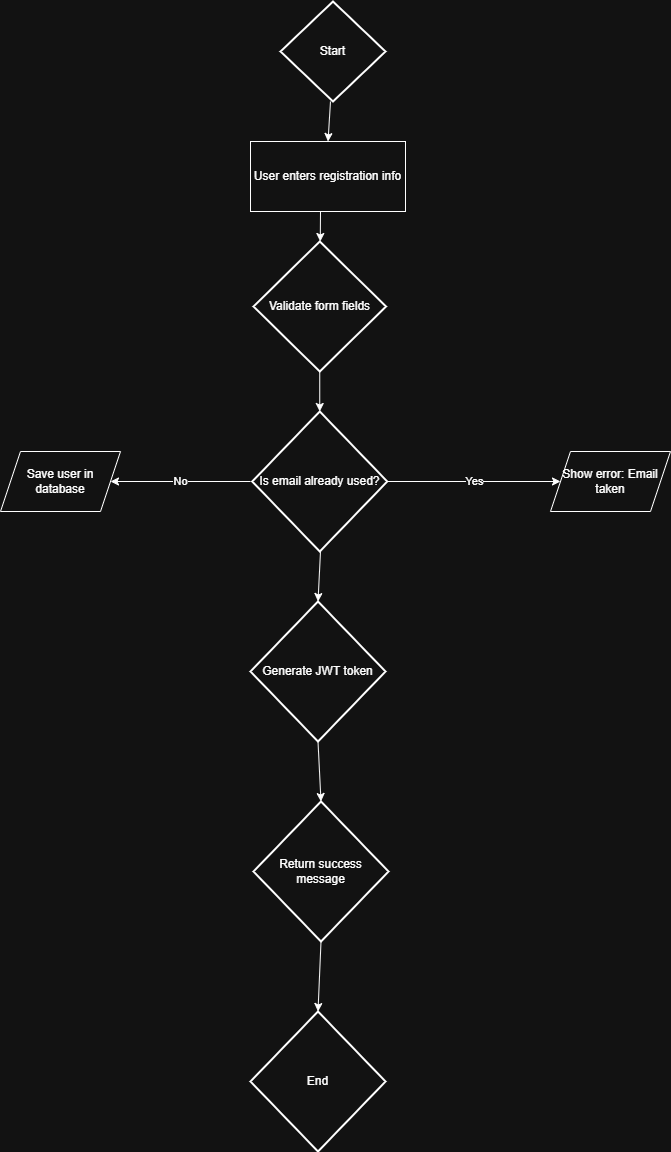 Start
User enters registration info
Validate form fields
Save user in
database
No
Is email already used?
Yes
Show error: Email
taken
Generate JWT token
Return success
message
End